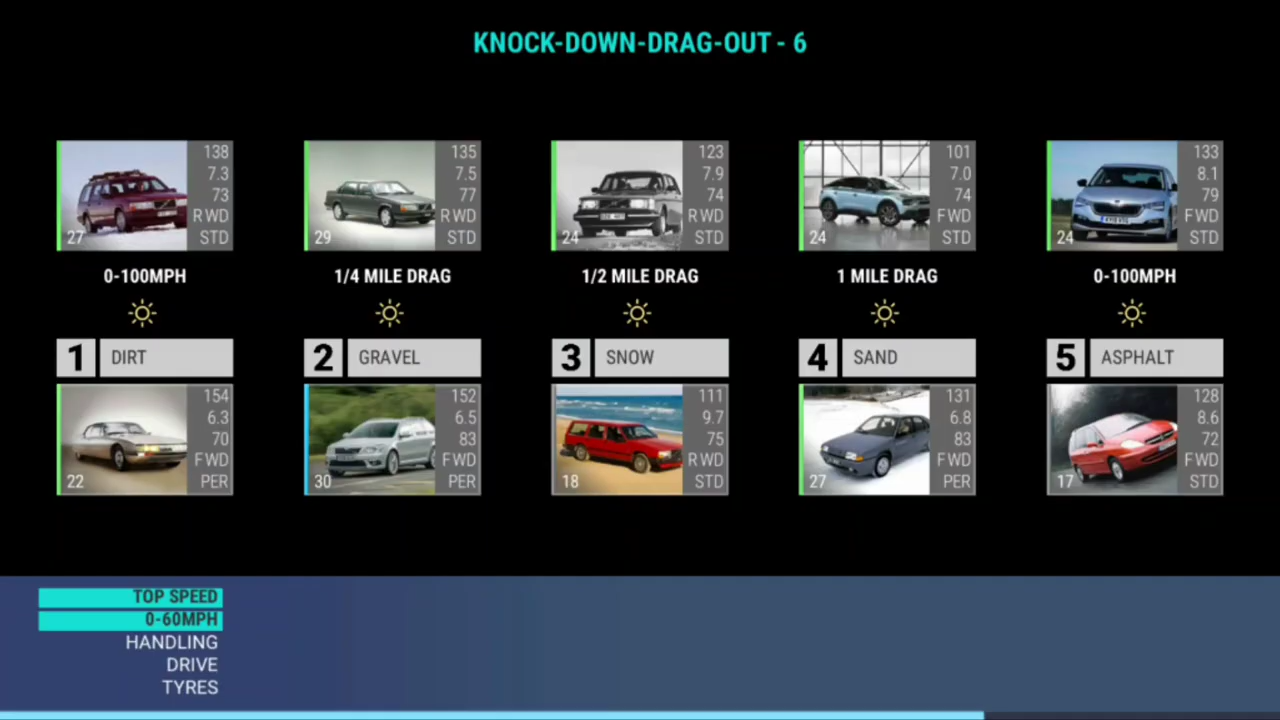 KNOCK-DOWN-DRAG-OUT - 6
138
7.3
73
RWD
27 STD
135
7.5
77
RWD
29 STD
123
7.9
74
RWD
24 STD
101
7.0
74
FWD
24 STD
133
8.1
79
FWD
24 STD
0-100MPH
1/4 MILE DRAG
1/2 MILE DRAG
1 MILE DRAG
0-100MPH
1 DIRT
2 GRAVEL
3 SNOW
4 SAND
5 ASPHALT
154
6.3
70
FWD
22 PER
152
6.5
83
FWD
30 PER
111
9.7
75
RWD
18 STD
131
6.8
83
FWD
27 PER
128
8.6
72
FWD
17 STD
TOP SPEED
0-60MPH
HANDLING
DRIVE
TYRES